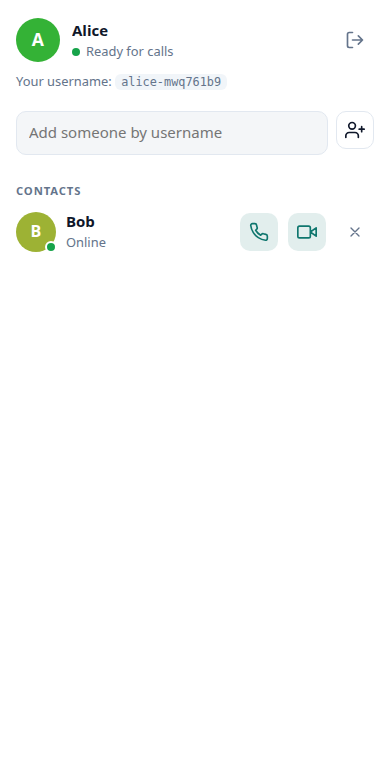 A
Alice
Ready for calls
Your username: alice-mwq761b9
Add someone by username
CONTACTS
B
Bob
Online